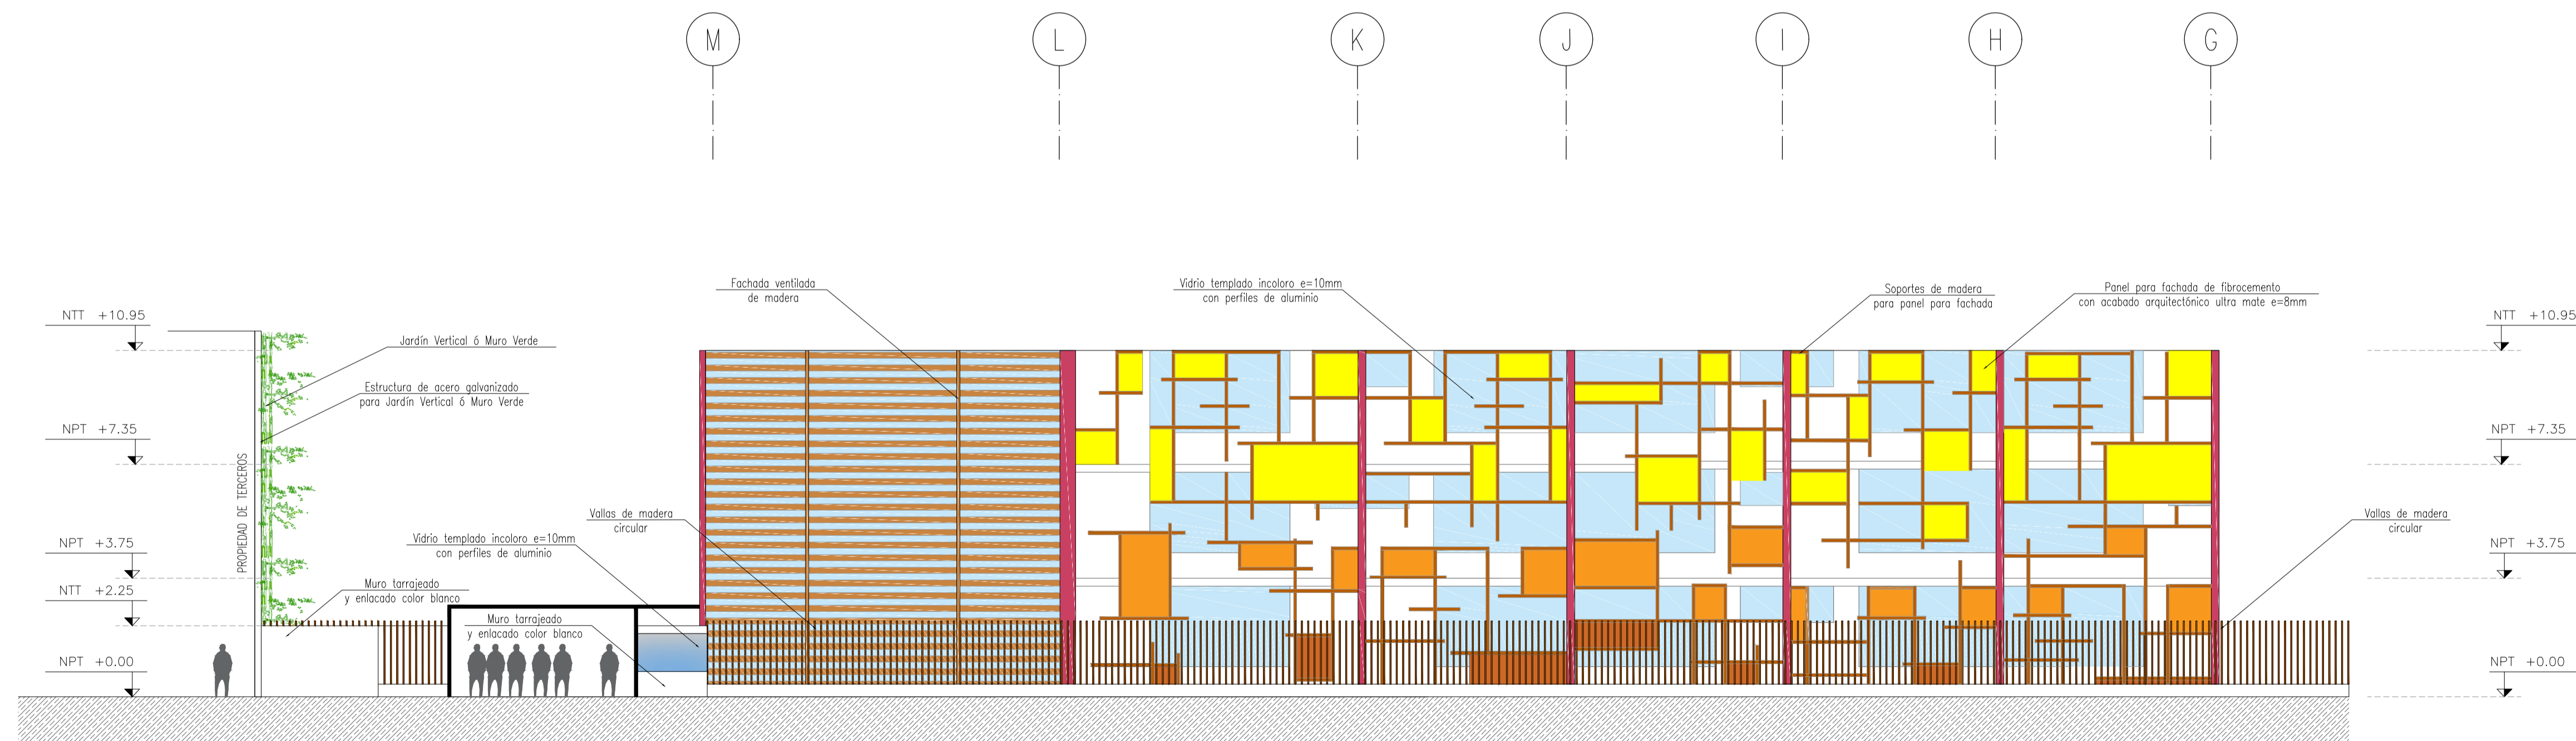 M
L
K
J
I
H
G
Fachada ventilada
de madera
Vidrio templado incoloro e=10mm
con perfiles de aluminio
Soportes de madera
para panel para fachada
Panel para fachada de fibrocemento
con acabado arquitectónico ultra mate e=8mm
NTT +10.95
NTT +10.95
Jardín Vertical ó Muro Verde
Estructura de acero galvanizado
para Jardín Vertical ó Muro Verde
NPT +7.35
NPT +7.35
PROPIEDAD DE TERCEROS
Vallas de madera
circular
Vallas de madera
circular
Vidrio templado incoloro e=10mm
con perfiles de aluminio
NPT +3.75
NPT +3.75
Muro tarrajeado
y enlacado color blanco
NTT +2.25
Muro tarrajeado
y enlacado color blanco
NPT +0.00
NPT +0.00